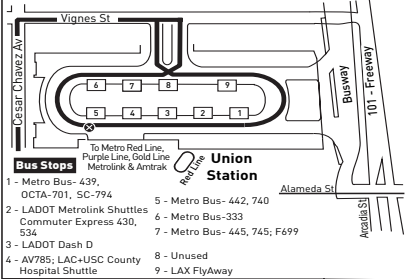 Vignes St
Cesar Chavez Av
6 7 8 9
5 4 3 2 1
Busway
101 - Freeway
To Metro Red Line,
Purple Line, Gold Line
Metrolink & Amtrak
Red Line
Union
Station
Alameda St
Arcadia St
Bus Stops
1 - Metro Bus- 439,
OCTA-701, SC-794
2 - LADOT Metrolink Shuttles
Commuter Express 430,
534
3 - LADOT Dash D
4 - AV785; LAC+USC County
Hospital Shuttle
5 - Metro Bus- 442, 740
6 - Metro Bus-333
7 - Metro Bus- 445, 745; F699
8 - Unused
9 - LAX FlyAway